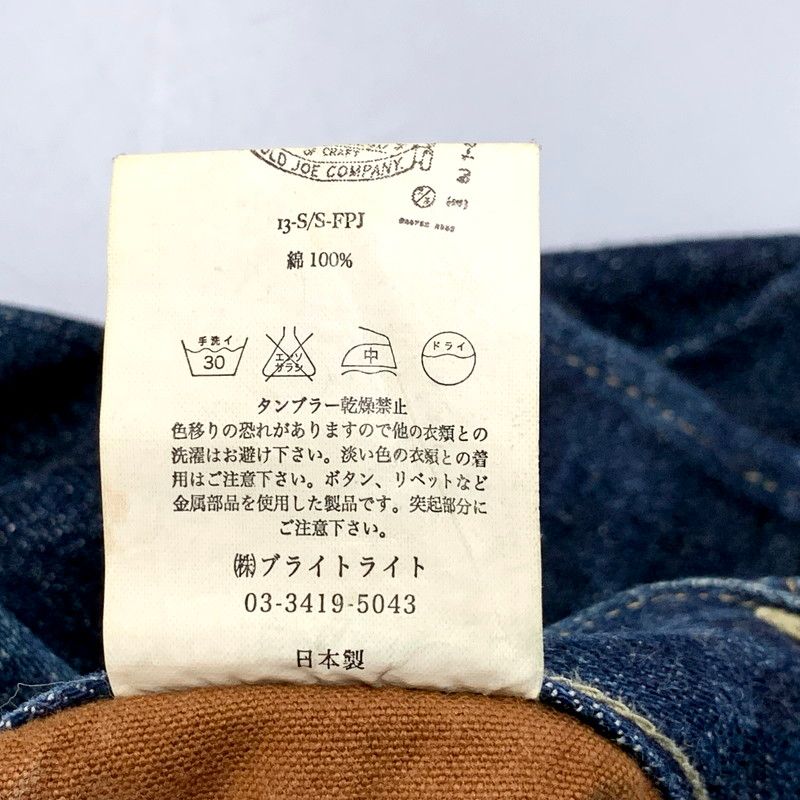 OF CRAFT
OLD JOE COMPANY.
13-S/S-FPJ
綿 100%
手洗イ
30
エンソ
サラシ
中
ドライ
タンブラー乾燥禁止
色移りの恐れがありますので他の衣類との
洗濯はお避け下さい。淡い色の衣類との着
用はご注意下さい。ボタン、リベットなど
金属部品を使用した製品です。突起部分に
ご注意下さい。
㈱ブライトライト
03-3419-5043
日本製